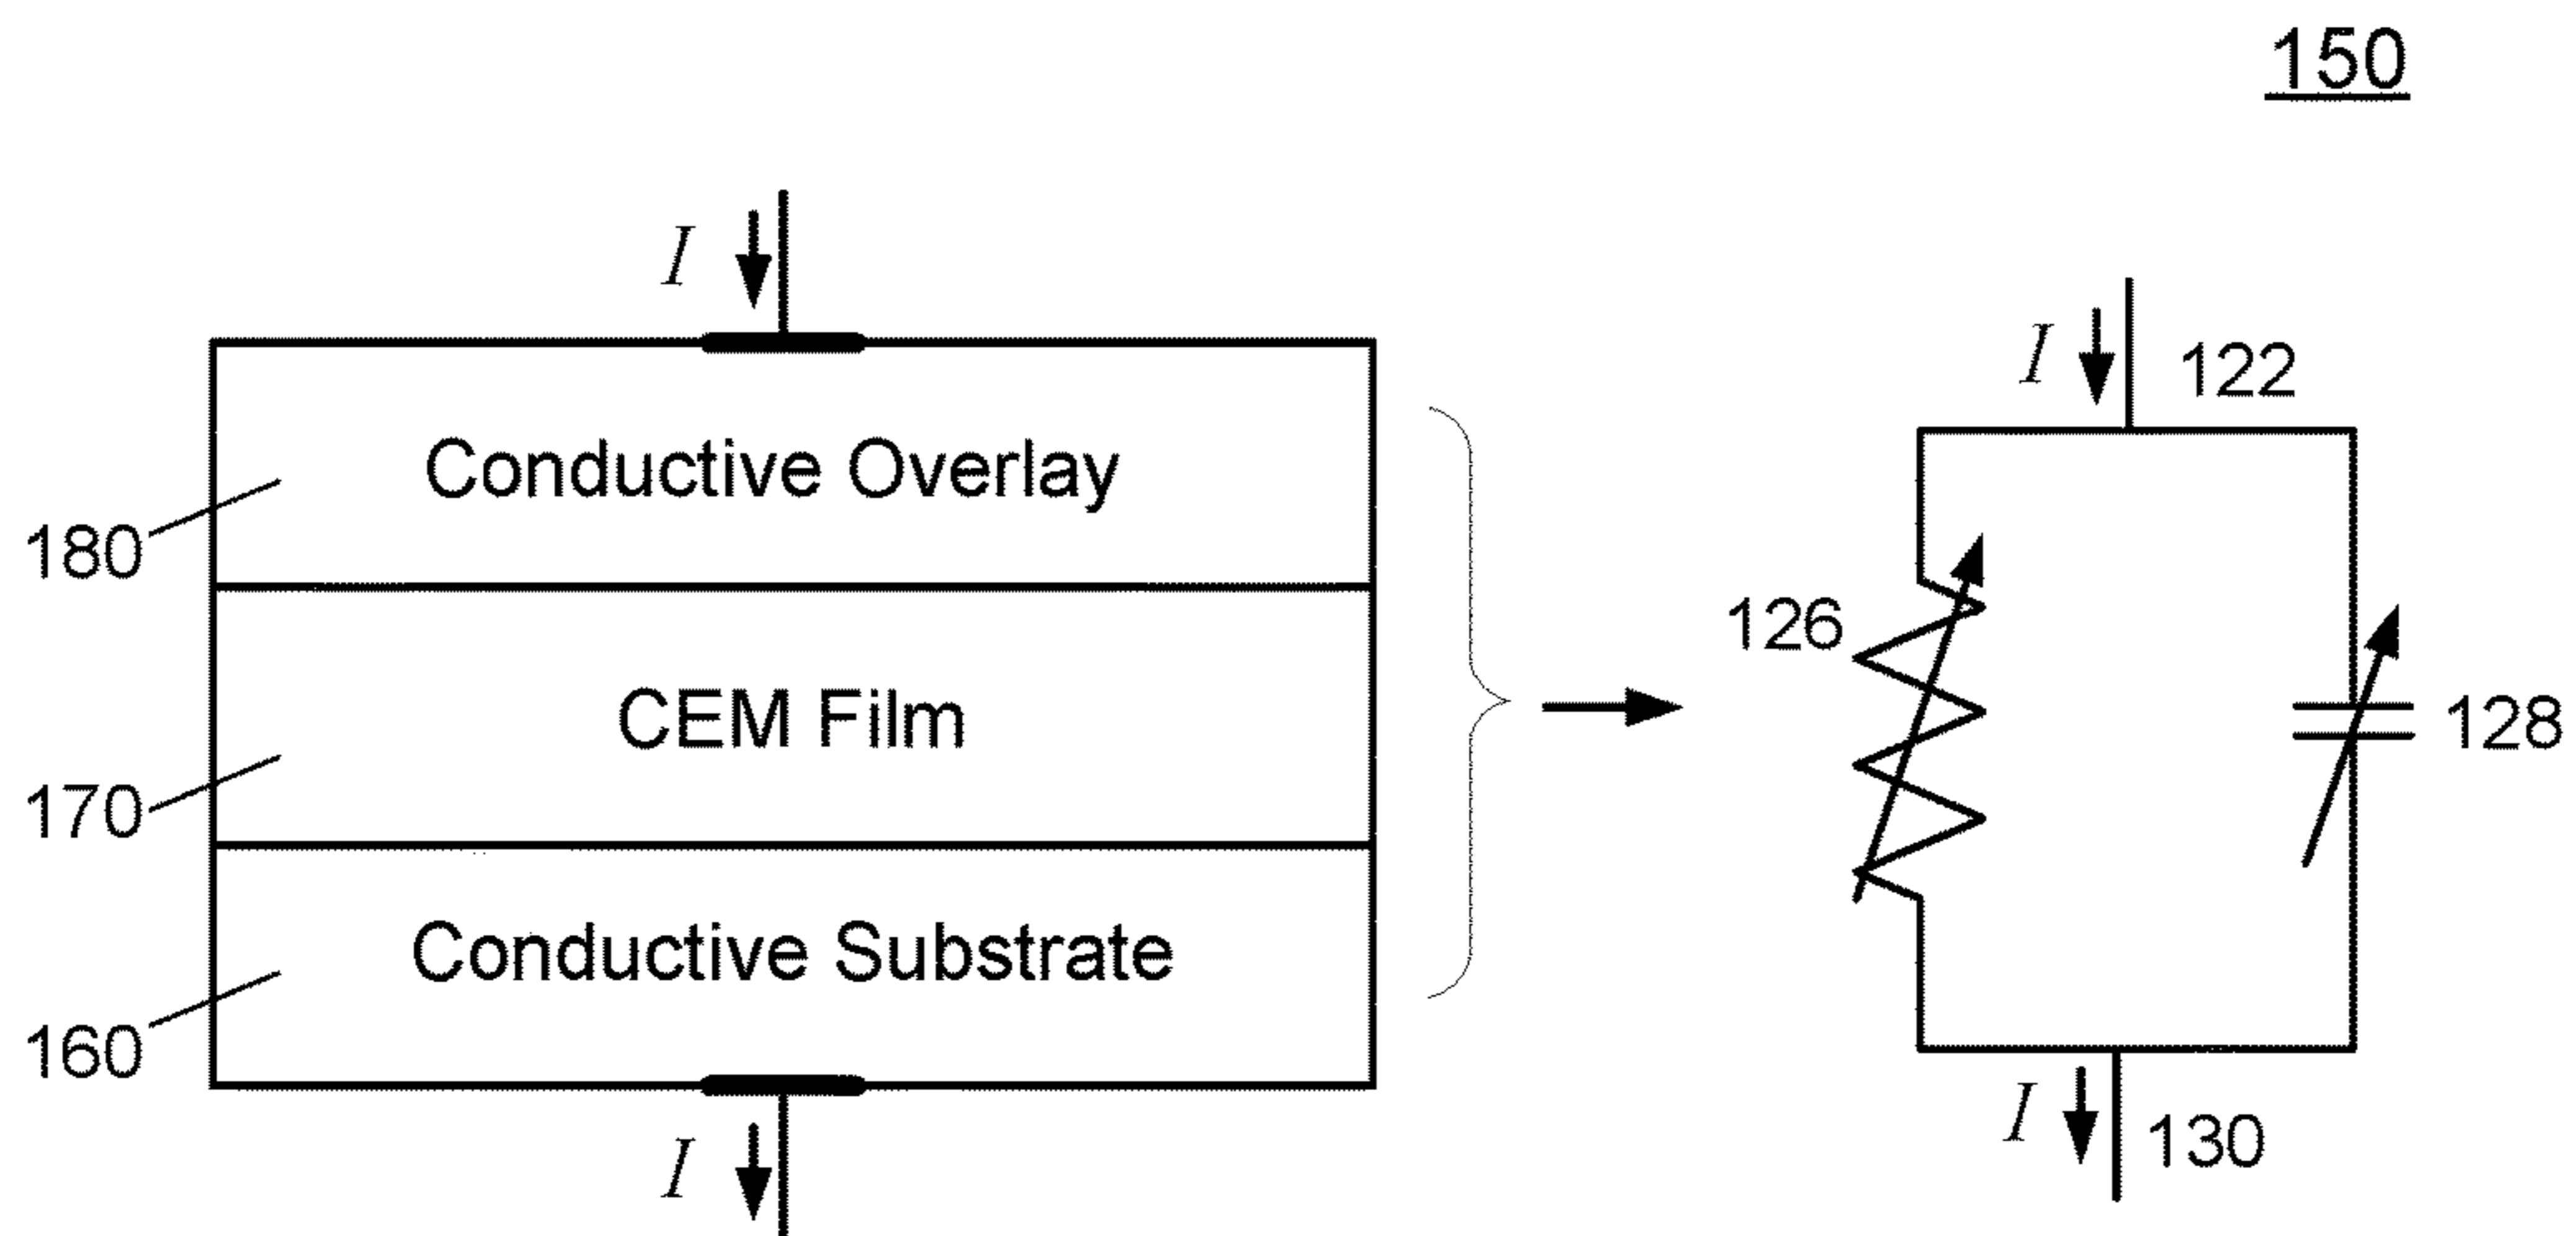 150
I
I
122
Conductive Overlay
180
126
CEM Film
128
170
Conductive Substrate
160
I
130
I